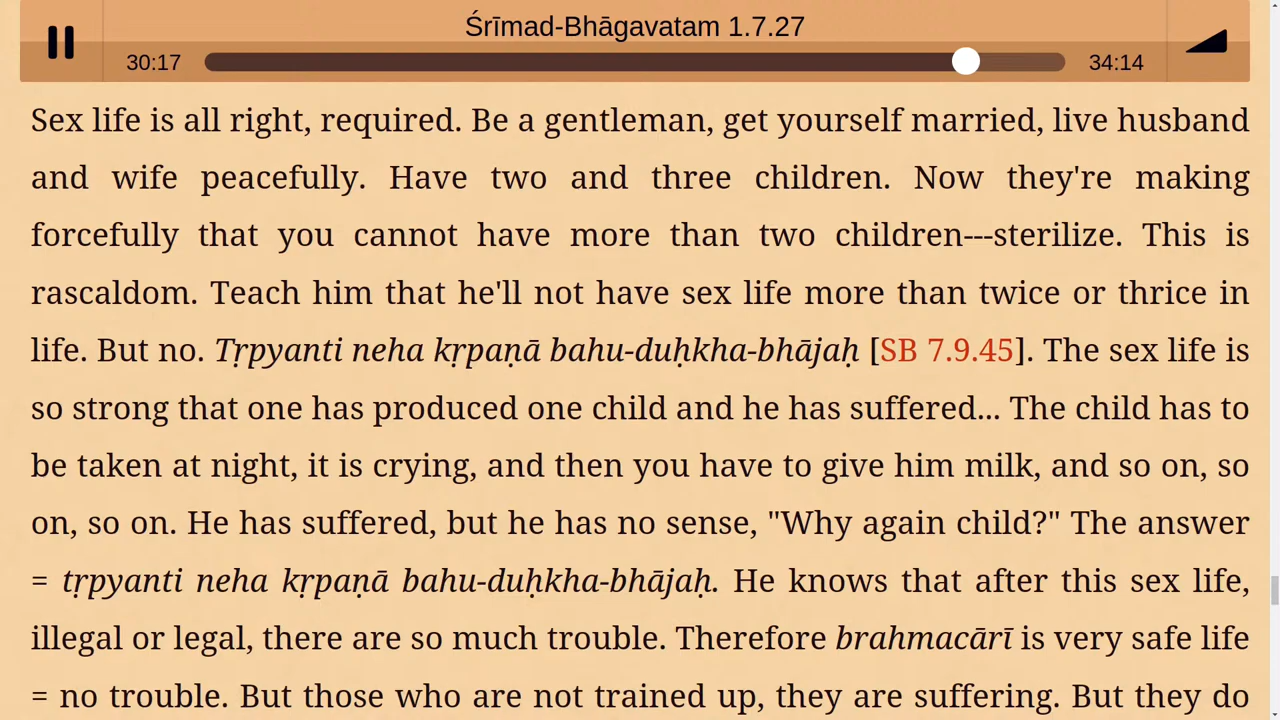 Śrīmad-Bhāgavatam 1.7.27
30:17
34:14
Sex life is all right, required. Be a gentleman, get yourself married, live husband
and wife peacefully. Have two and three children. Now they're making
forcefully that you cannot have more than two children---sterilize. This is
rascaldom. Teach him that he'll not have sex life more than twice or thrice in
life. But no. Tṛpyanti neha kṛpaṇā bahu-duḥkha-bhājaḥ [SB 7.9.45]. The sex life is
so strong that one has produced one child and he has suffered... The child has to
be taken at night, it is crying, and then you have to give him milk, and so on, so
on, so on. He has suffered, but he has no sense, "Why again child?" The answer
= tṛpyanti neha kṛpaṇā bahu-duḥkha-bhājaḥ. He knows that after this sex life,
illegal or legal, there are so much trouble. Therefore brahmacārī is very safe life
= no trouble. But those who are not trained up, they are suffering. But they do